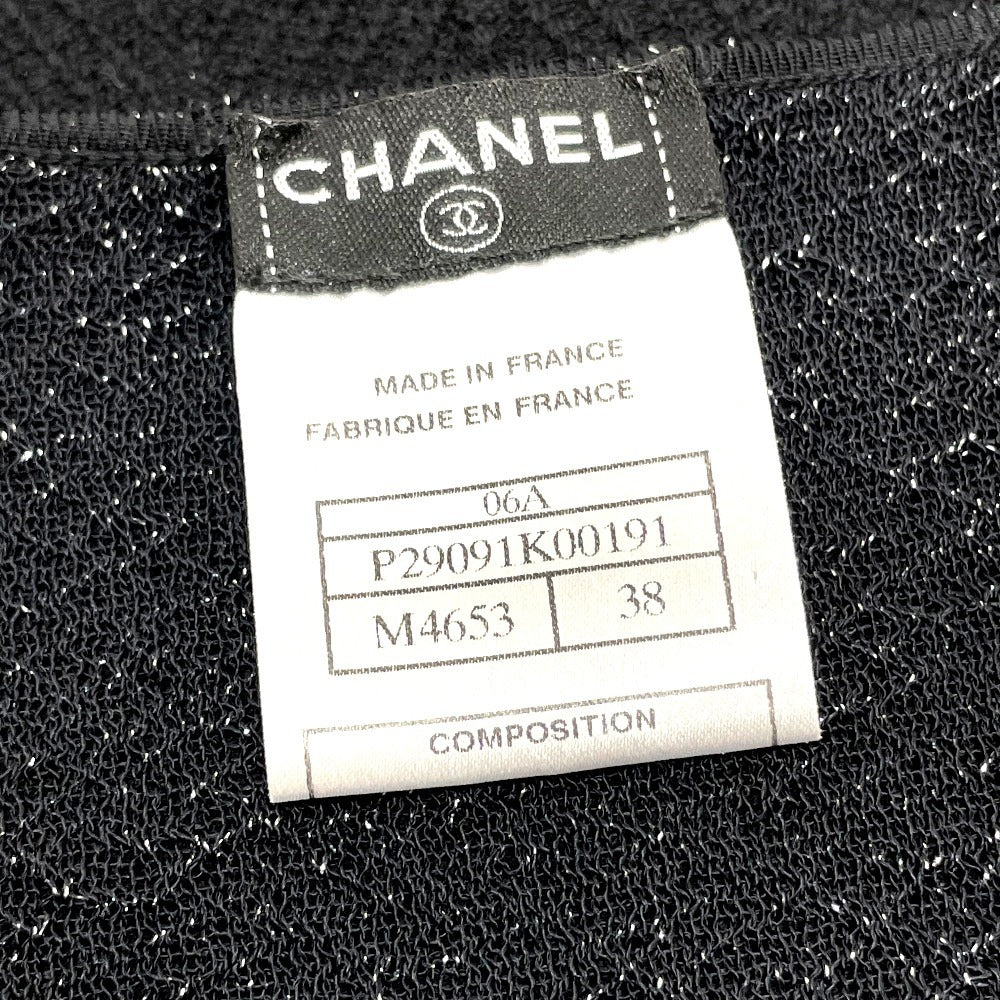 CHANEL
MADE IN FRANCE
FABRIQUE EN FRANCE
06A
P29091K00191
M4653 38
COMPOSITION